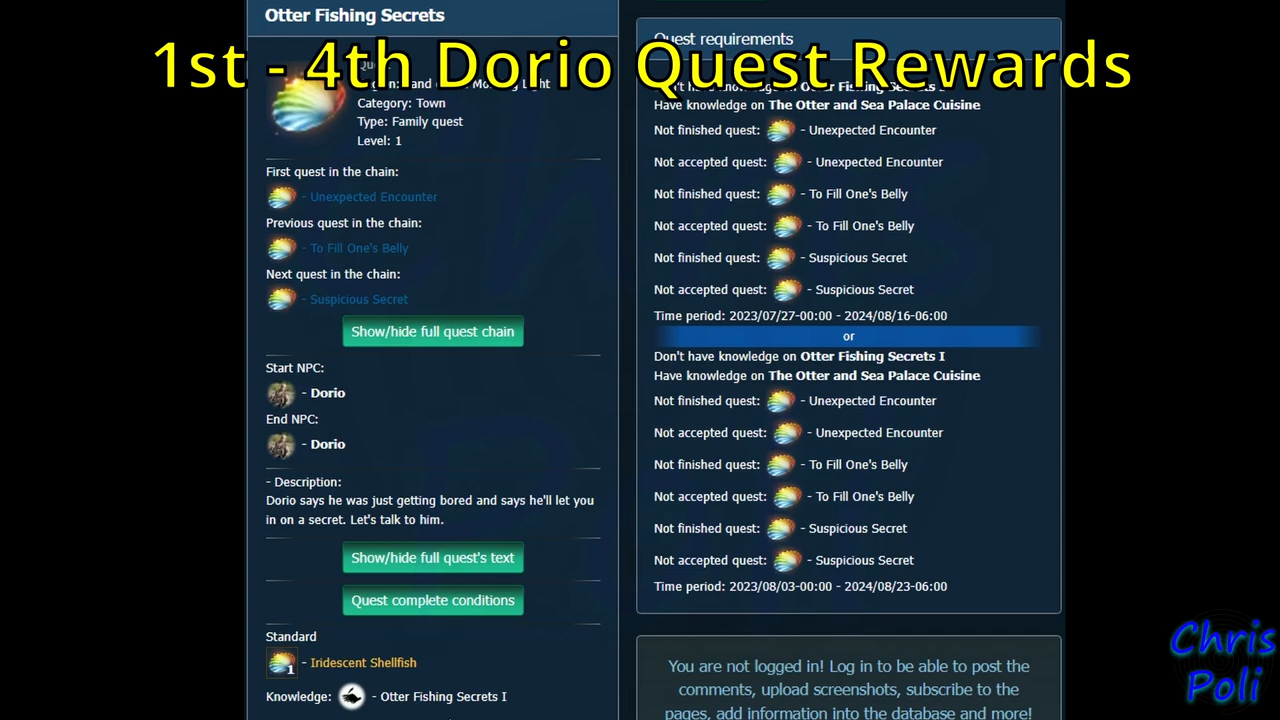 Otter Fishing Secrets
1st - 4th Dorio Quest Rewards
Category: Town
Type: Family quest
Level: 1
First quest in the chain:
- Unexpected Encounter
Previous quest in the chain:
- To Fill One's Belly
Next quest in the chain:
- Suspicious Secret
Show/hide full quest chain
Start NPC:
- Dorio
End NPC:
- Dorio
- Description:
Dorio says he was just getting bored and says he'll let you
in on a secret. Let's talk to him.
Show/hide full quest's text
Quest complete conditions
Standard
1
- Iridescent Shellfish
Knowledge: - Otter Fishing Secrets I
Quest requirements
Don't have knowledge on Otter Fishing Secrets I
Have knowledge on The Otter and Sea Palace Cuisine
Not finished quest: - Unexpected Encounter
Not accepted quest: - Unexpected Encounter
Not finished quest: - To Fill One's Belly
Not accepted quest: - To Fill One's Belly
Not finished quest: - Suspicious Secret
Not accepted quest: - Suspicious Secret
Time period: 2023/07/27-00:00 - 2024/08/16-06:00
or
Don't have knowledge on Otter Fishing Secrets I
Have knowledge on The Otter and Sea Palace Cuisine
Not finished quest: - Unexpected Encounter
Not accepted quest: - Unexpected Encounter
Not finished quest: - To Fill One's Belly
Not accepted quest: - To Fill One's Belly
Not finished quest: - Suspicious Secret
Not accepted quest: - Suspicious Secret
Time period: 2023/08/03-00:00 - 2024/08/23-06:00
You are not logged in! Log in to be able to post the
comments, upload screenshots, subscribe to the
pages, add information into the database and more!
Chris
Poli